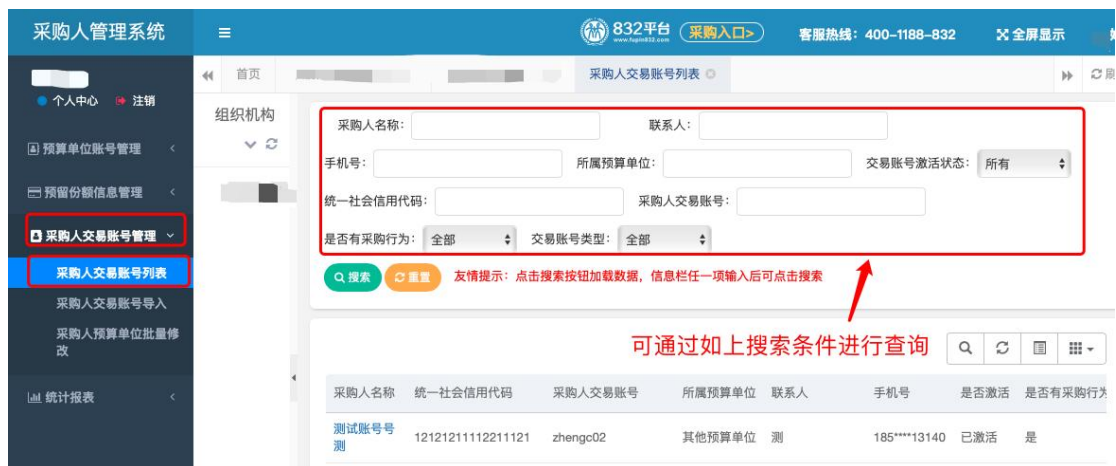 采购人管理系统
832平台 www.fupin832.com 采购入口> 客服热线：400-1188-832 全屏显示
首页 采购人交易账号列表
个人中心 注销
预算单位账号管理
预留份额信息管理
采购人交易账号管理
采购人交易账号列表
采购人交易账号导入
采购人预算单位批量修
改
统计报表
组织机构
采购人名称： 联系人：
手机号： 所属预算单位： 交易账号激活状态： 所有
统一社会信用代码： 采购人交易账号：
是否有采购行为： 全部 交易账号类型： 全部
搜索 重置 友情提示：点击搜索按钮加载数据，信息栏任一项输入后可点击搜索
可通过如上搜索条件进行查询
采购人名称 统一社会信用代码 采购人交易账号 所属预算单位 联系人 手机号 是否激活 是否有采购行为
测试账号号
测 12121211112211121 zhengc02 其他预算单位 测 185****13140 已激活 是